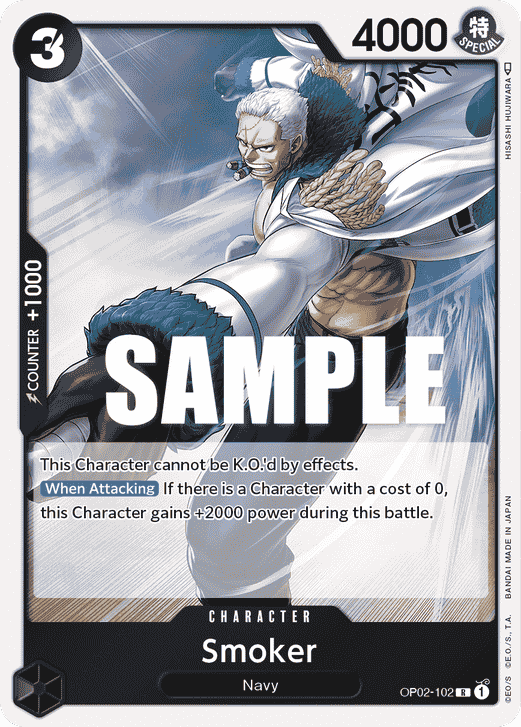 3
4000
特
SPECIAL
HISASHI HUJIWARA
COUNTER +1000
SAMPLE
This Character cannot be K.O.'d by effects.
When Attacking If there is a Character with a cost of 0,
this Character gains +2000 power during this battle.
CHARACTER
Smoker
Navy
OP02-102 R 1
©EO/S ©E.O./S., T.A. BANDAI MADE IN JAPAN